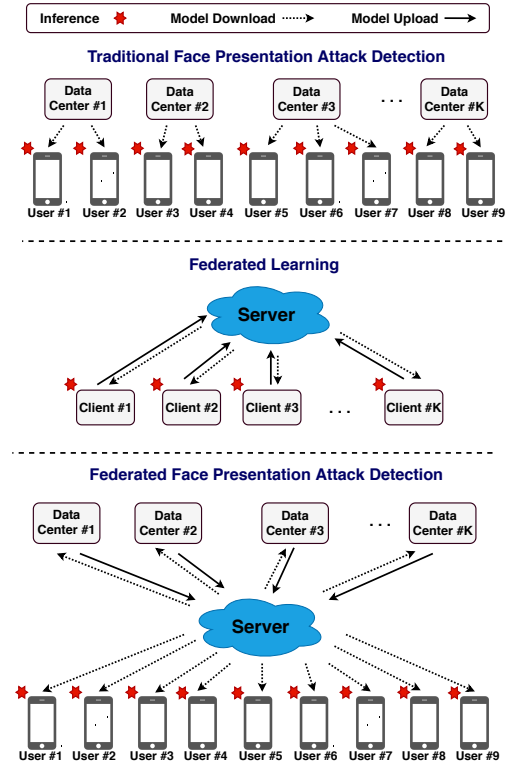 Inference Model Download Model Upload
Traditional Face Presentation Attack Detection
Data Center #1 Data Center #2 Data Center #3 . . . Data Center #K
User #1 User #2 User #3 User #4 User #5 User #6 User #7 User #8 User #9
Federated Learning
Server
Client #1 Client #2 Client #3 . . . Client #K
Federated Face Presentation Attack Detection
Data Center #1 Data Center #2 Data Center #3 . . . Data Center #K
Server
User #1 User #2 User #3 User #4 User #5 User #6 User #7 User #8 User #9